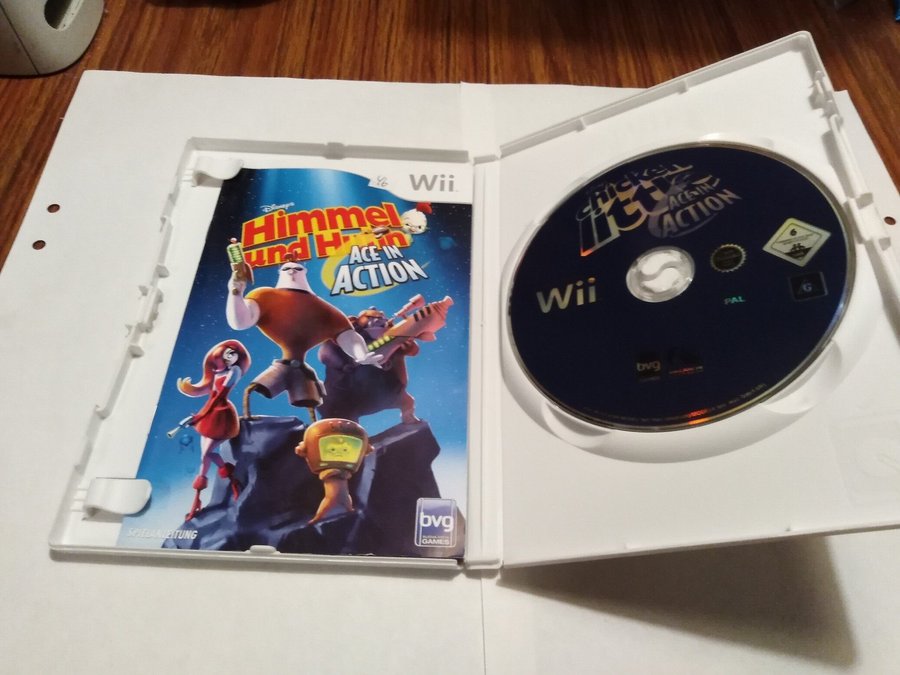 Wii
Disney's
Himmel
und Huhn
ACE IN
ACTION
bvg
GAMES
SPIELANLEITUNG
chicken
little
ACE IN
ACTION
6
Wii
PAL
G
bvg